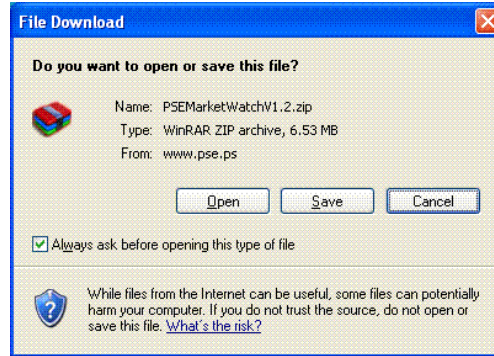 File Download
Do you want to open or save this file?
Name: PSEMarketWatchV1.2.zip
Type: WinRAR ZIP archive, 6.53 MB
From: www.pse.ps
Open Save Cancel
Always ask before opening this type of file
While files from the Internet can be useful, some files can potentially
harm your computer. If you do not trust the source, do not open or
save this file. What's the risk?